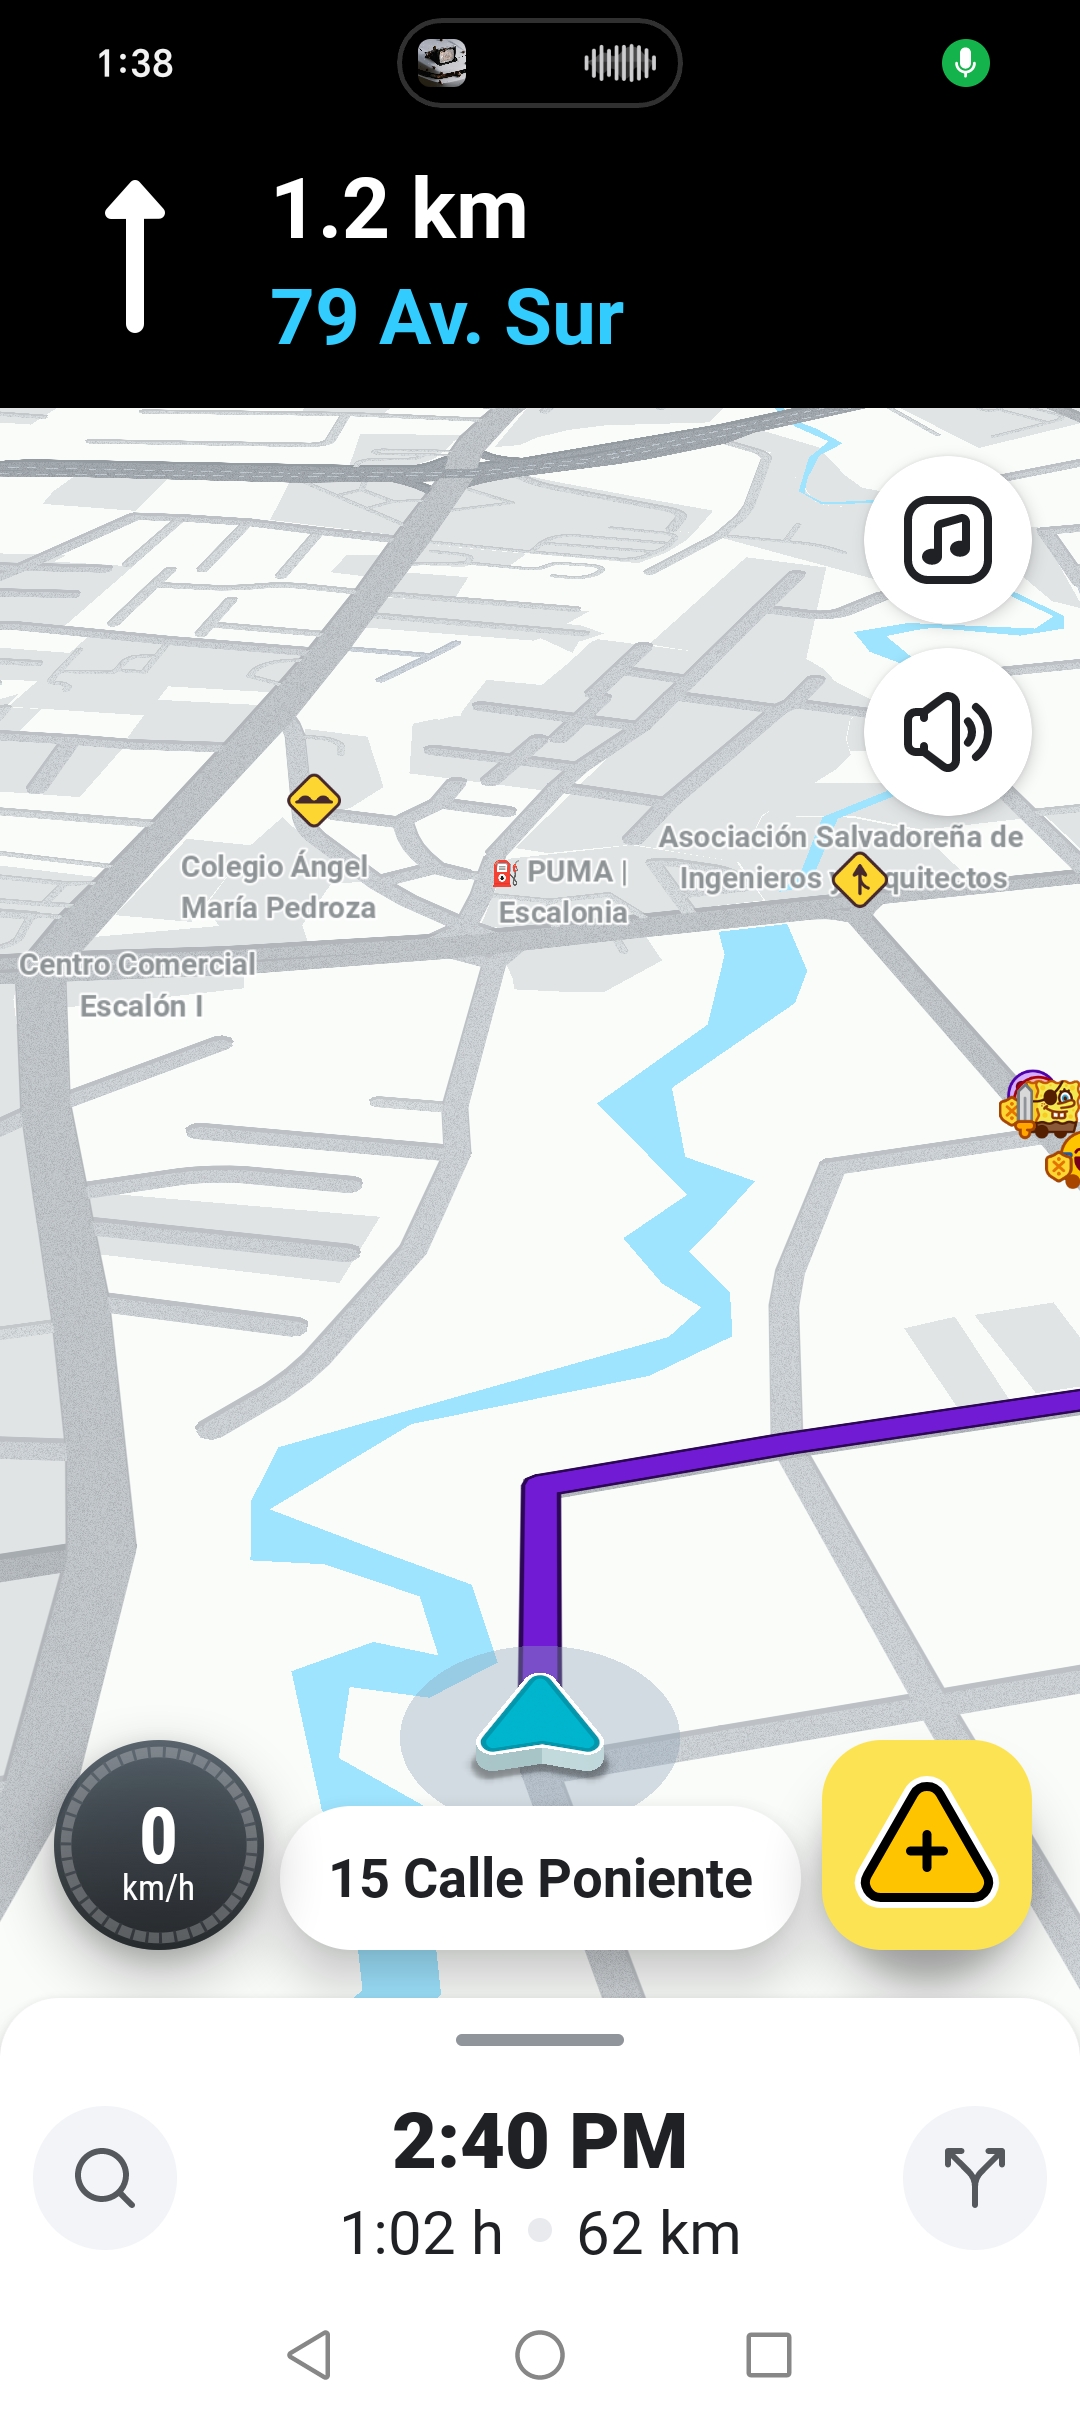 1:38
1.2 km
79 Av. Sur
Asociación Salvadoreña de
Ingenieros quitectos
Colegio Ángel
María Pedroza
PUMA |
Escalonia
Centro Comercial
Escalón I
0
km/h
15 Calle Poniente
2:40 PM
1:02 h 62 km